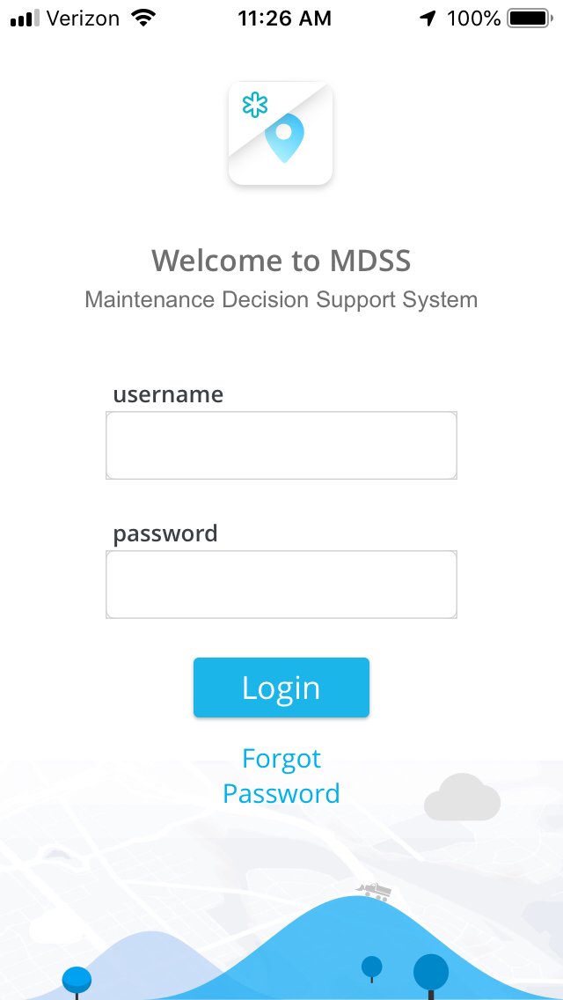 Verizon 11:26 AM 100%
Welcome to MDSS
Maintenance Decision Support System
username
password
Login
Forgot
Password